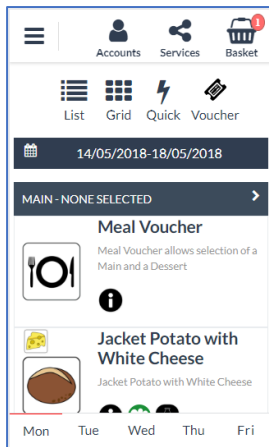 1
Accounts Services Basket
List Grid Quick Voucher
14/05/2018-18/05/2018
MAIN - NONE SELECTED
Meal Voucher
Meal Voucher allows selection of a
Main and a Dessert
Jacket Potato with
White Cheese
Jacket Potato with White Cheese
Mon Tue Wed Thu Fri